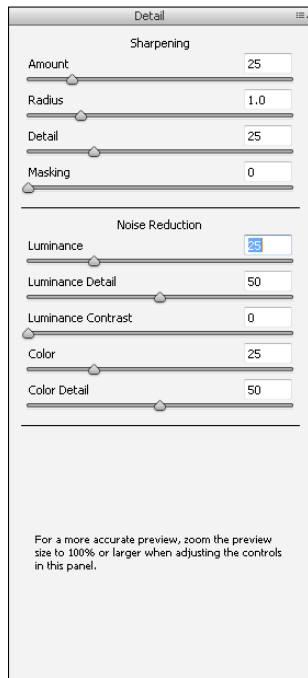 Detail
Sharpening
Amount 25
Radius 1.0
Detail 25
Masking 0
Noise Reduction
Luminance 25
Luminance Detail 50
Luminance Contrast 0
Color 25
Color Detail 50
For a more accurate preview, zoom the preview
size to 100% or larger when adjusting the controls
in this panel.